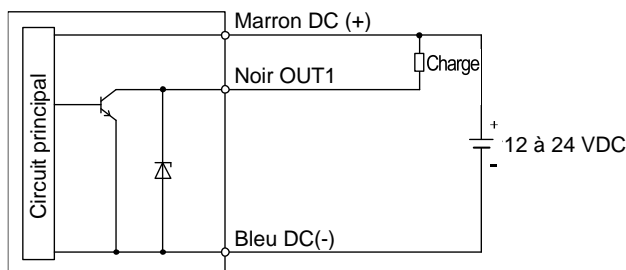 Marron DC (+)
Circuit principal
Noir OUT1
Charge
+
12 à 24 VDC
-
Bleu DC(-)